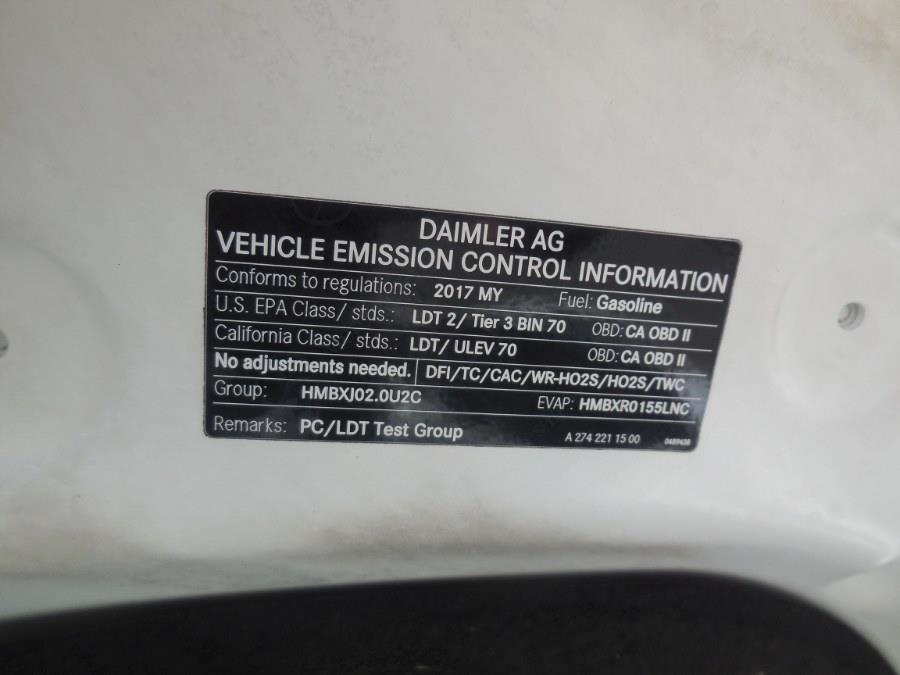 DAIMLER AG
VEHICLE EMISSION CONTROL INFORMATION
Conforms to regulations: 2017 MY Fuel: Gasoline
U.S. EPA Class/ stds.: LDT 2/ Tier 3 BIN 70 OBD: CA OBD II
California Class/ stds.: LDT/ ULEV 70 OBD: CA OBD II
No adjustments needed. DFI/TC/CAC/WR-HO2S/HO2S/TWC
Group: HMBXJ02.0U2C EVAP: HMBXR0155LNC
Remarks: PC/LDT Test Group A 274 221 15 00